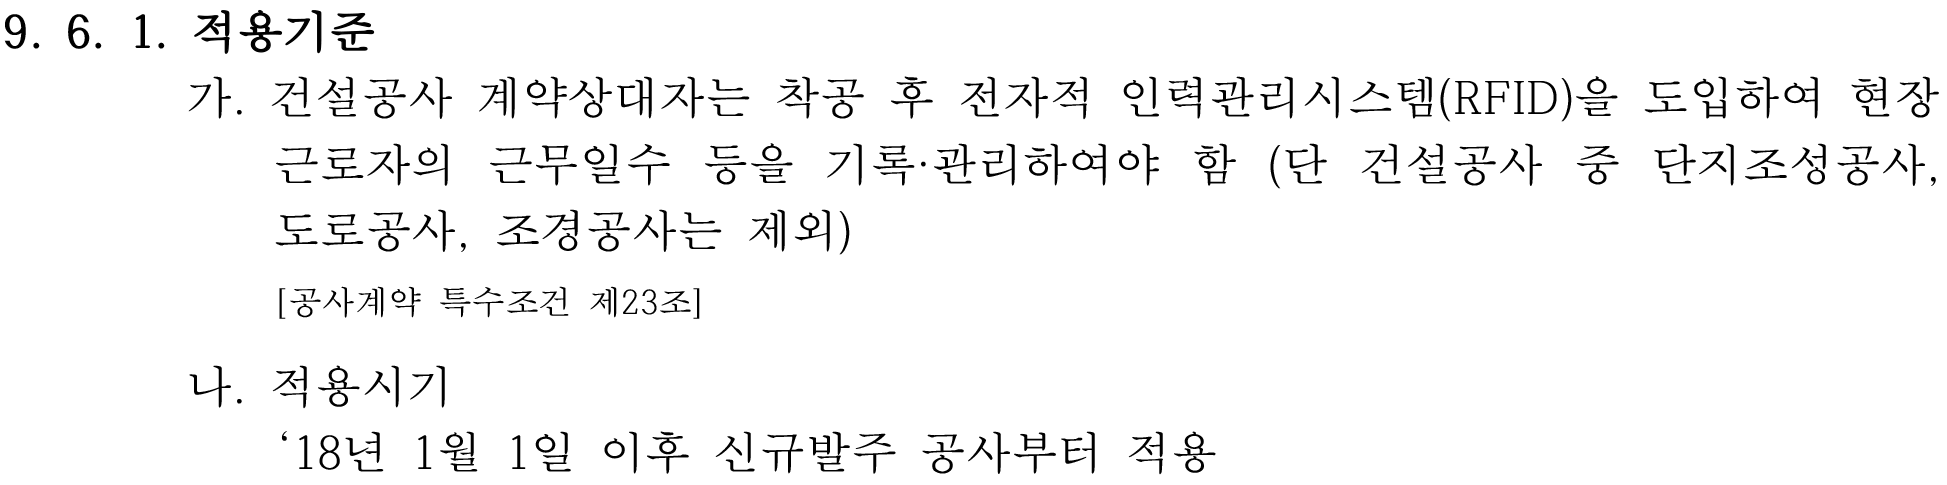 9. 6. 1. 적용기준
가. 건설공사 계약상대자는 착공 후 전자적 인력관리시스템(RFID)을 도입하여 현장
근로자의 근무일수 등을 기록·관리하여야 함 (단 건설공사 중 단지조성공사,
도로공사, 조경공사는 제외)
[공사계약 특수조건 제23조]
나. 적용시기
‘18년 1월 1일 이후 신규발주 공사부터 적용